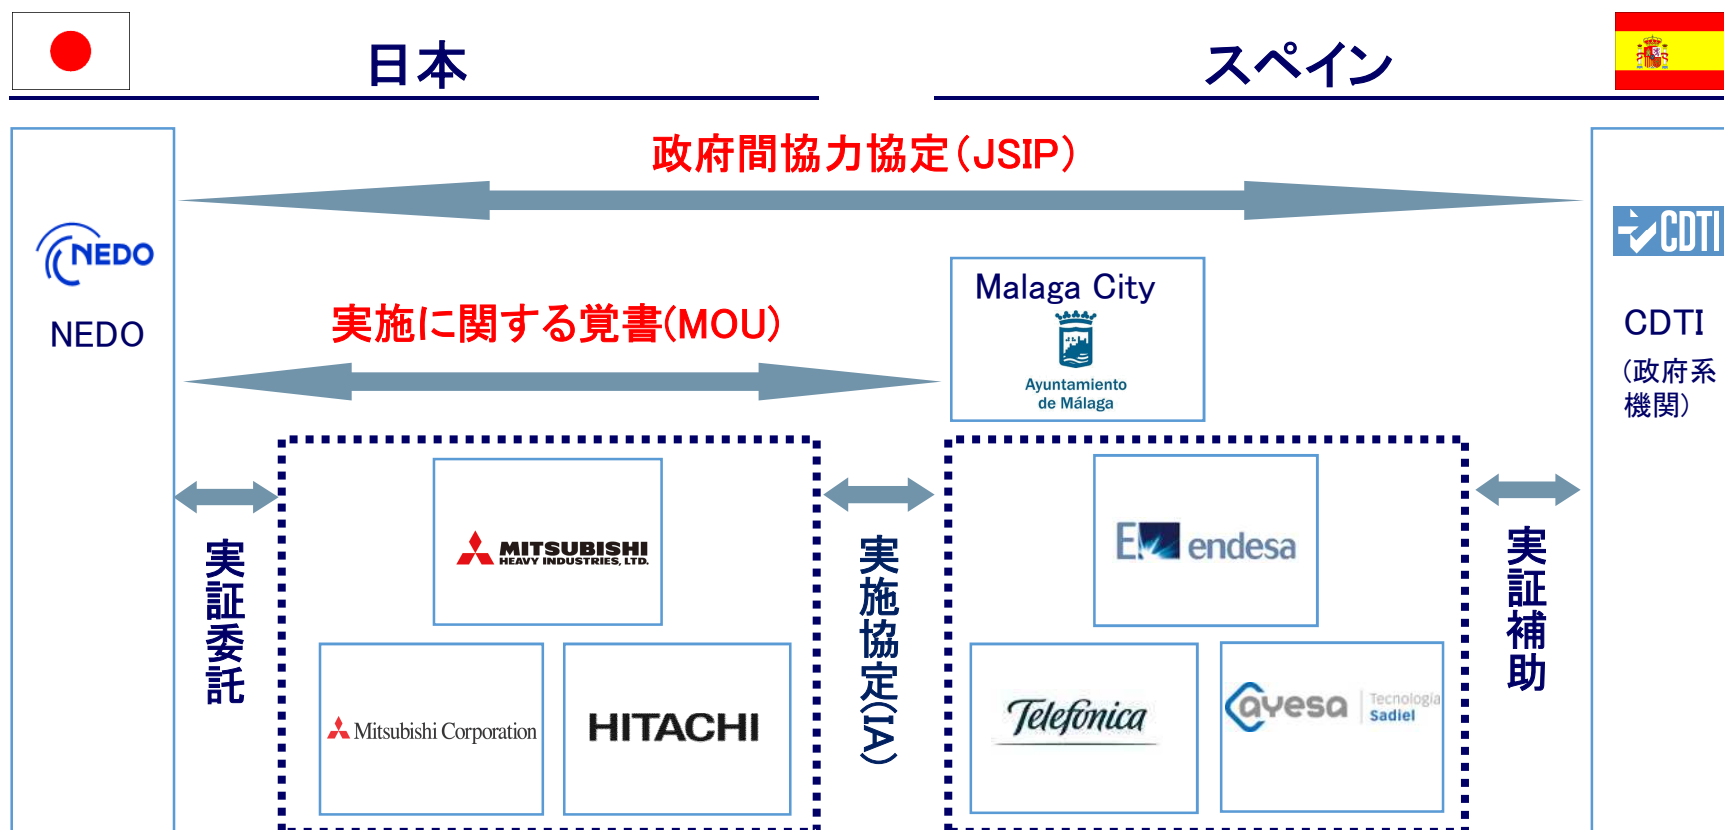 日本
スペイン
政府間協力協定(JSIP)
NEDO
NEDO
CDTI
CDTI
(政府系
機関)
実施に関する覚書(MOU)
Malaga City
Ayuntamiento
de Málaga
実証委託
MITSUBISHI
HEAVY INDUSTRIES, LTD.
Mitsubishi Corporation
HITACHI
実施協定(IA)
endesa
Telefónica
ayesa
Tecnología
Sadiel
実証補助